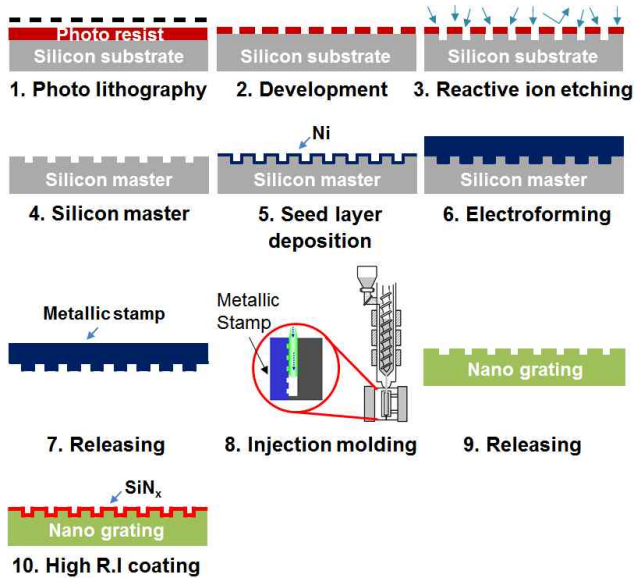 Photo resist
Silicon substrate
1. Photo lithography
Silicon substrate
2. Development
Silicon substrate
3. Reactive ion etching
Silicon master
4. Silicon master
Ni
Silicon master
5. Seed layer
deposition
Silicon master
6. Electroforming
Metallic stamp
7. Releasing
Metallic
Stamp
8. Injection molding
Nano grating
9. Releasing
SiNx
Nano grating
10. High R.I coating